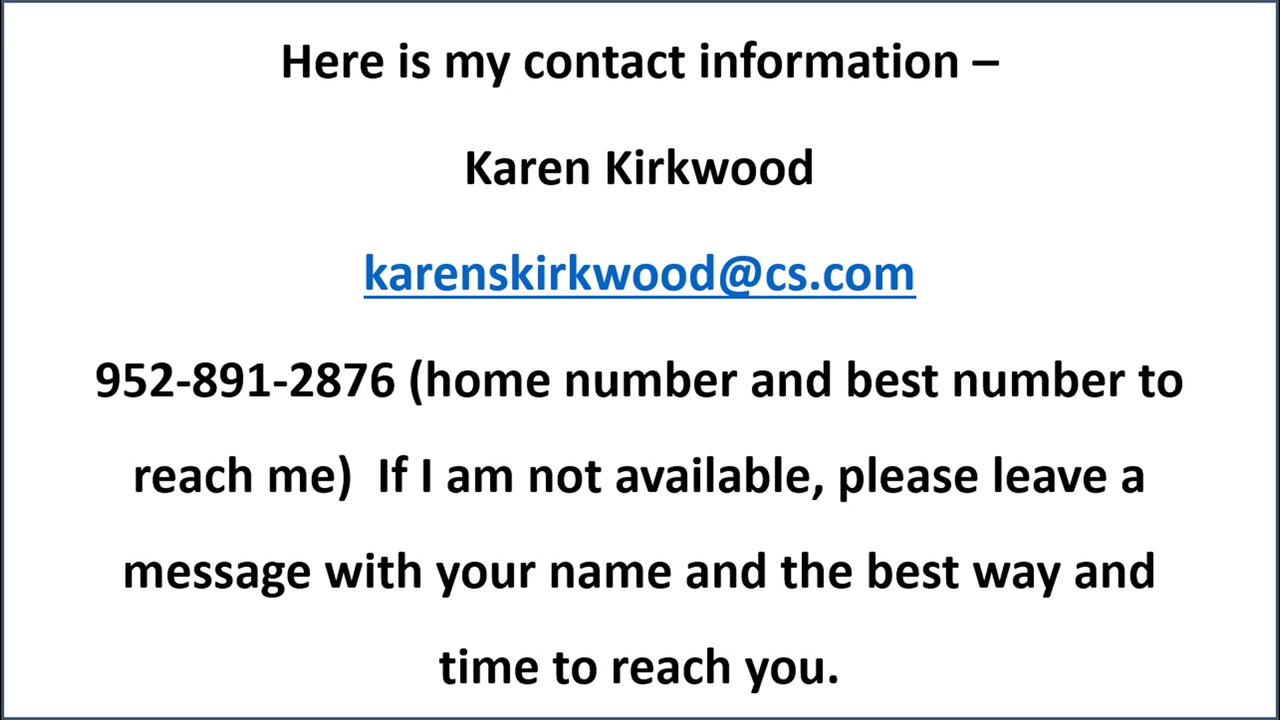 Here is my contact information –
Karen Kirkwood
karenskirkwood@cs.com
952-891-2876 (home number and best number to
reach me)  If I am not available, please leave a
message with your name and the best way and
time to reach you.